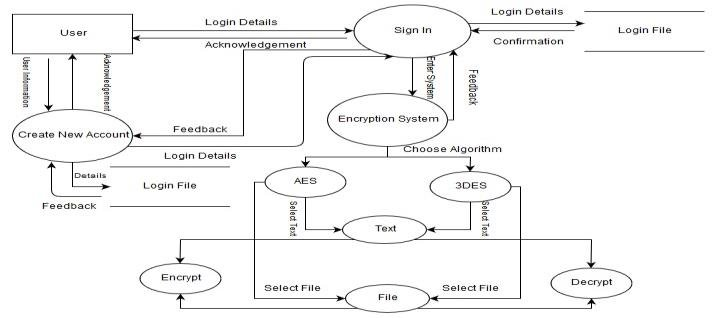 Login Details
Login Details
User
Sign In
Login File
Acknowledgement
Confirmation
User Information
Acknowledgement
Enter System
Feedback
Encryption System
Feedback
Create New Account
Choose Algorithm
Login Details
Details
Login File
AES
3DES
Feedback
Select Text
Select Text
Text
Encrypt
Decrypt
Select File
Select File
File